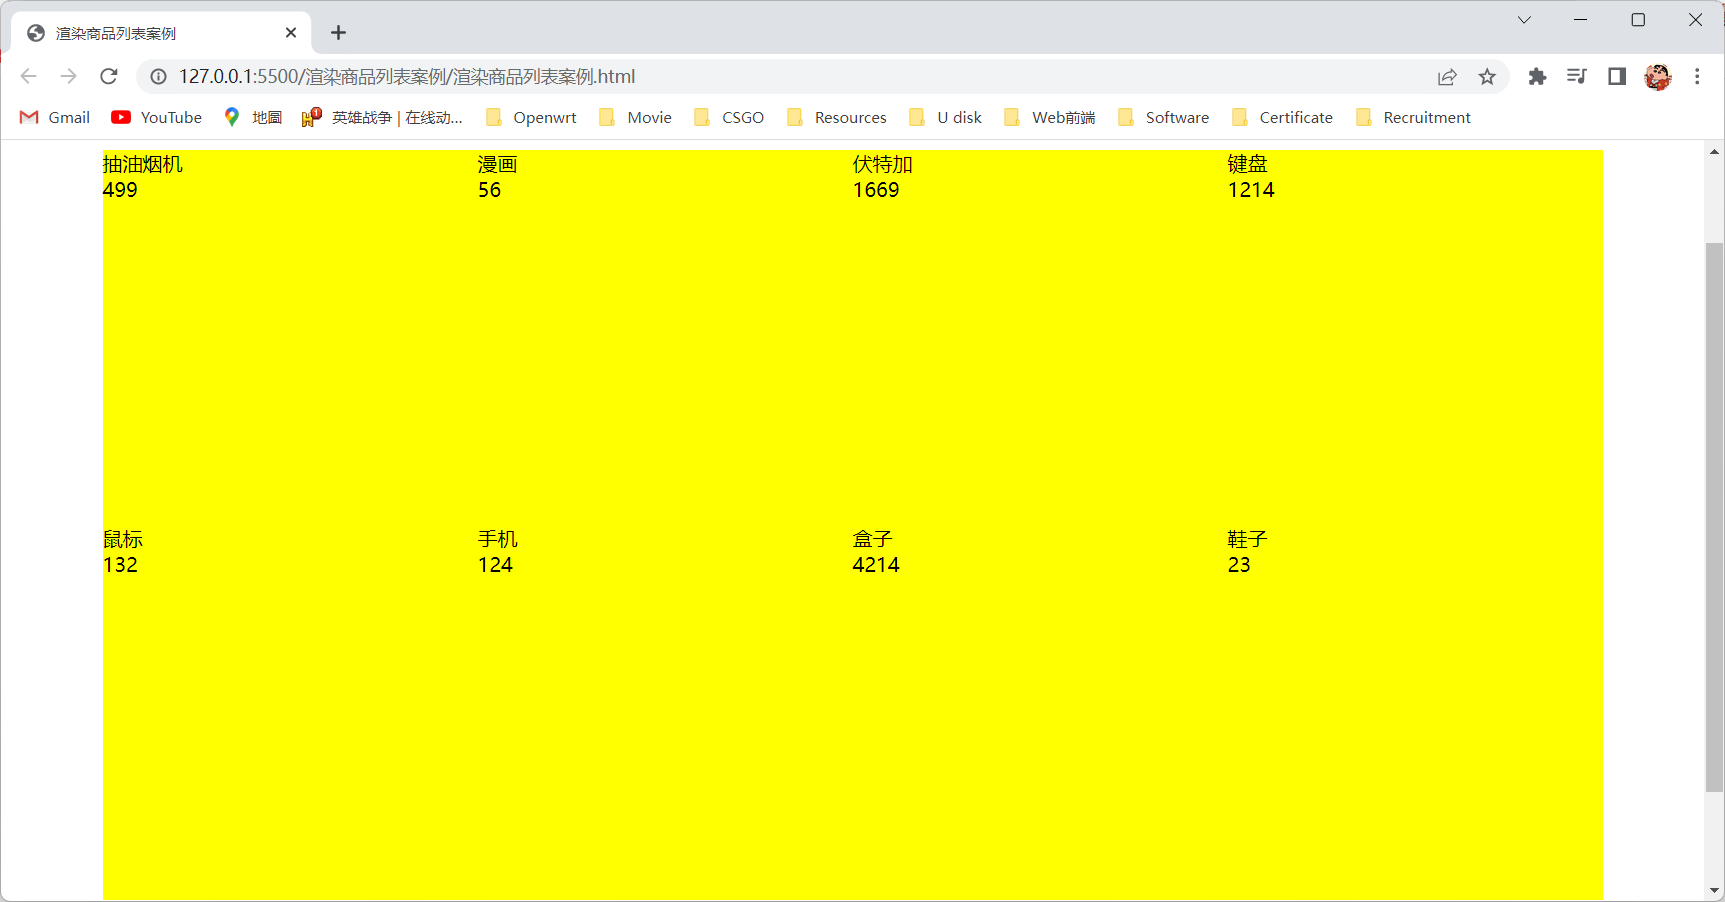 渲染商品列表案例
127.0.0.1:5500/渲染商品列表案例/渲染商品列表案例.html
Gmail YouTube 地圖 英雄战争 | 在线动... Openwrt Movie CSGO Resources U disk Web前端 Software Certificate Recruitment
抽油烟机 漫画 伏特加 键盘
499 56 1669 1214
鼠标 手机 盒子 鞋子
132 124 4214 23